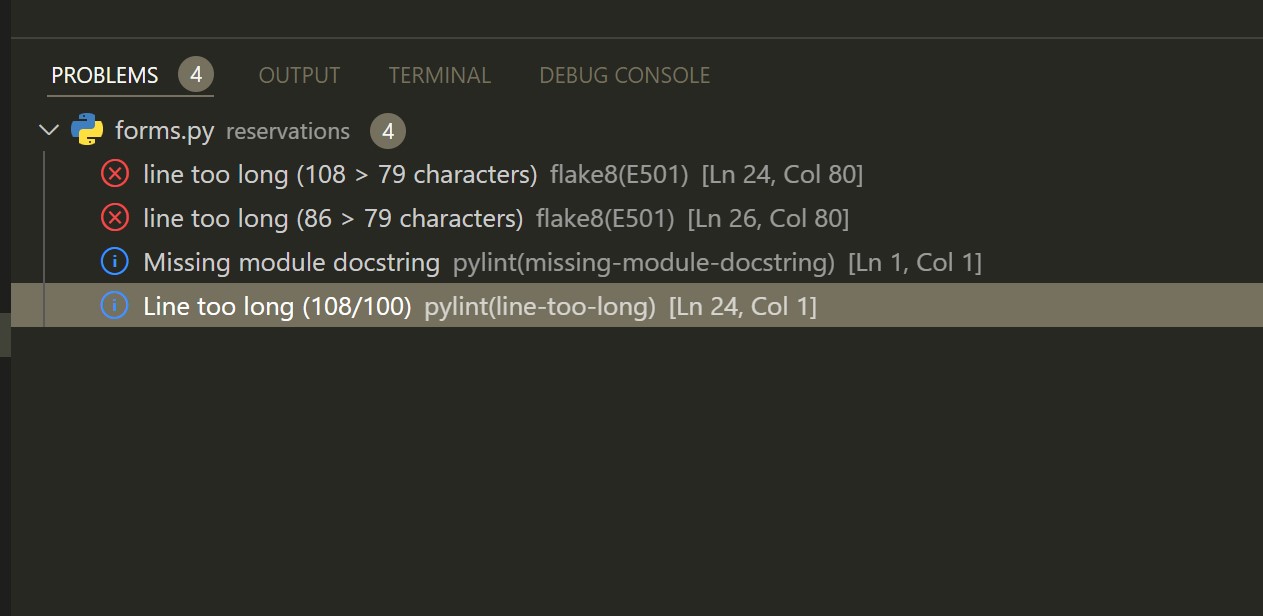 PROBLEMS 4 OUTPUT TERMINAL DEBUG CONSOLE
forms.py reservations 4
line too long (108 > 79 characters) flake8(E501) [Ln 24, Col 80]
line too long (86 > 79 characters) flake8(E501) [Ln 26, Col 80]
Missing module docstring pylint(missing-module-docstring) [Ln 1, Col 1]
Line too long (108/100) pylint(line-too-long) [Ln 24, Col 1]